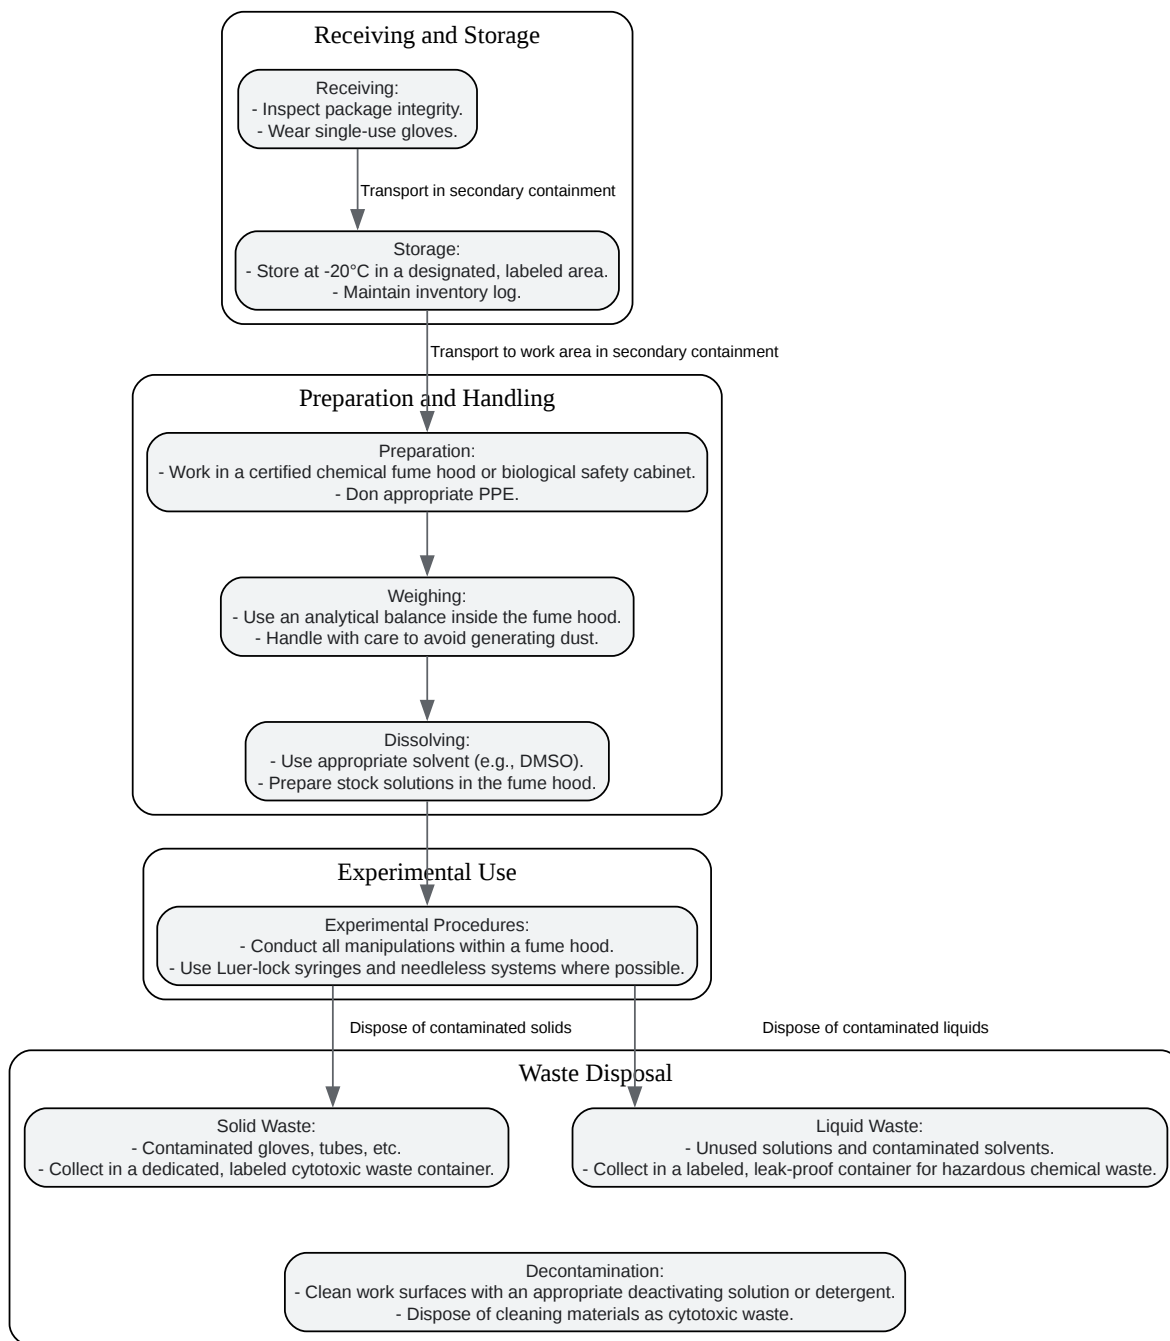 Receiving and Storage
Receiving:
- Inspect package integrity.
- Wear single-use gloves.
Transport in secondary containment
Storage:
- Store at -20°C in a designated, labeled area.
- Maintain inventory log.
Transport to work area in secondary containment
Preparation and Handling
Preparation:
- Work in a certified chemical fume hood or biological safety cabinet.
- Don appropriate PPE.
Weighing:
- Use an analytical balance inside the fume hood.
- Handle with care to avoid generating dust.
Dissolving:
- Use appropriate solvent (e.g., DMSO).
- Prepare stock solutions in the fume hood.
Experimental Use
Experimental Procedures:
- Conduct all manipulations within a fume hood.
- Use Luer-lock syringes and needleless systems where possible.
Dispose of contaminated solids
Dispose of contaminated liquids
Waste Disposal
Solid Waste:
- Contaminated gloves, tubes, etc.
- Collect in a dedicated, labeled cytotoxic waste container.
Liquid Waste:
- Unused solutions and contaminated solvents.
- Collect in a labeled, leak-proof container for hazardous chemical waste.
Decontamination:
- Clean work surfaces with an appropriate deactivating solution or detergent.
- Dispose of cleaning materials as cytotoxic waste.